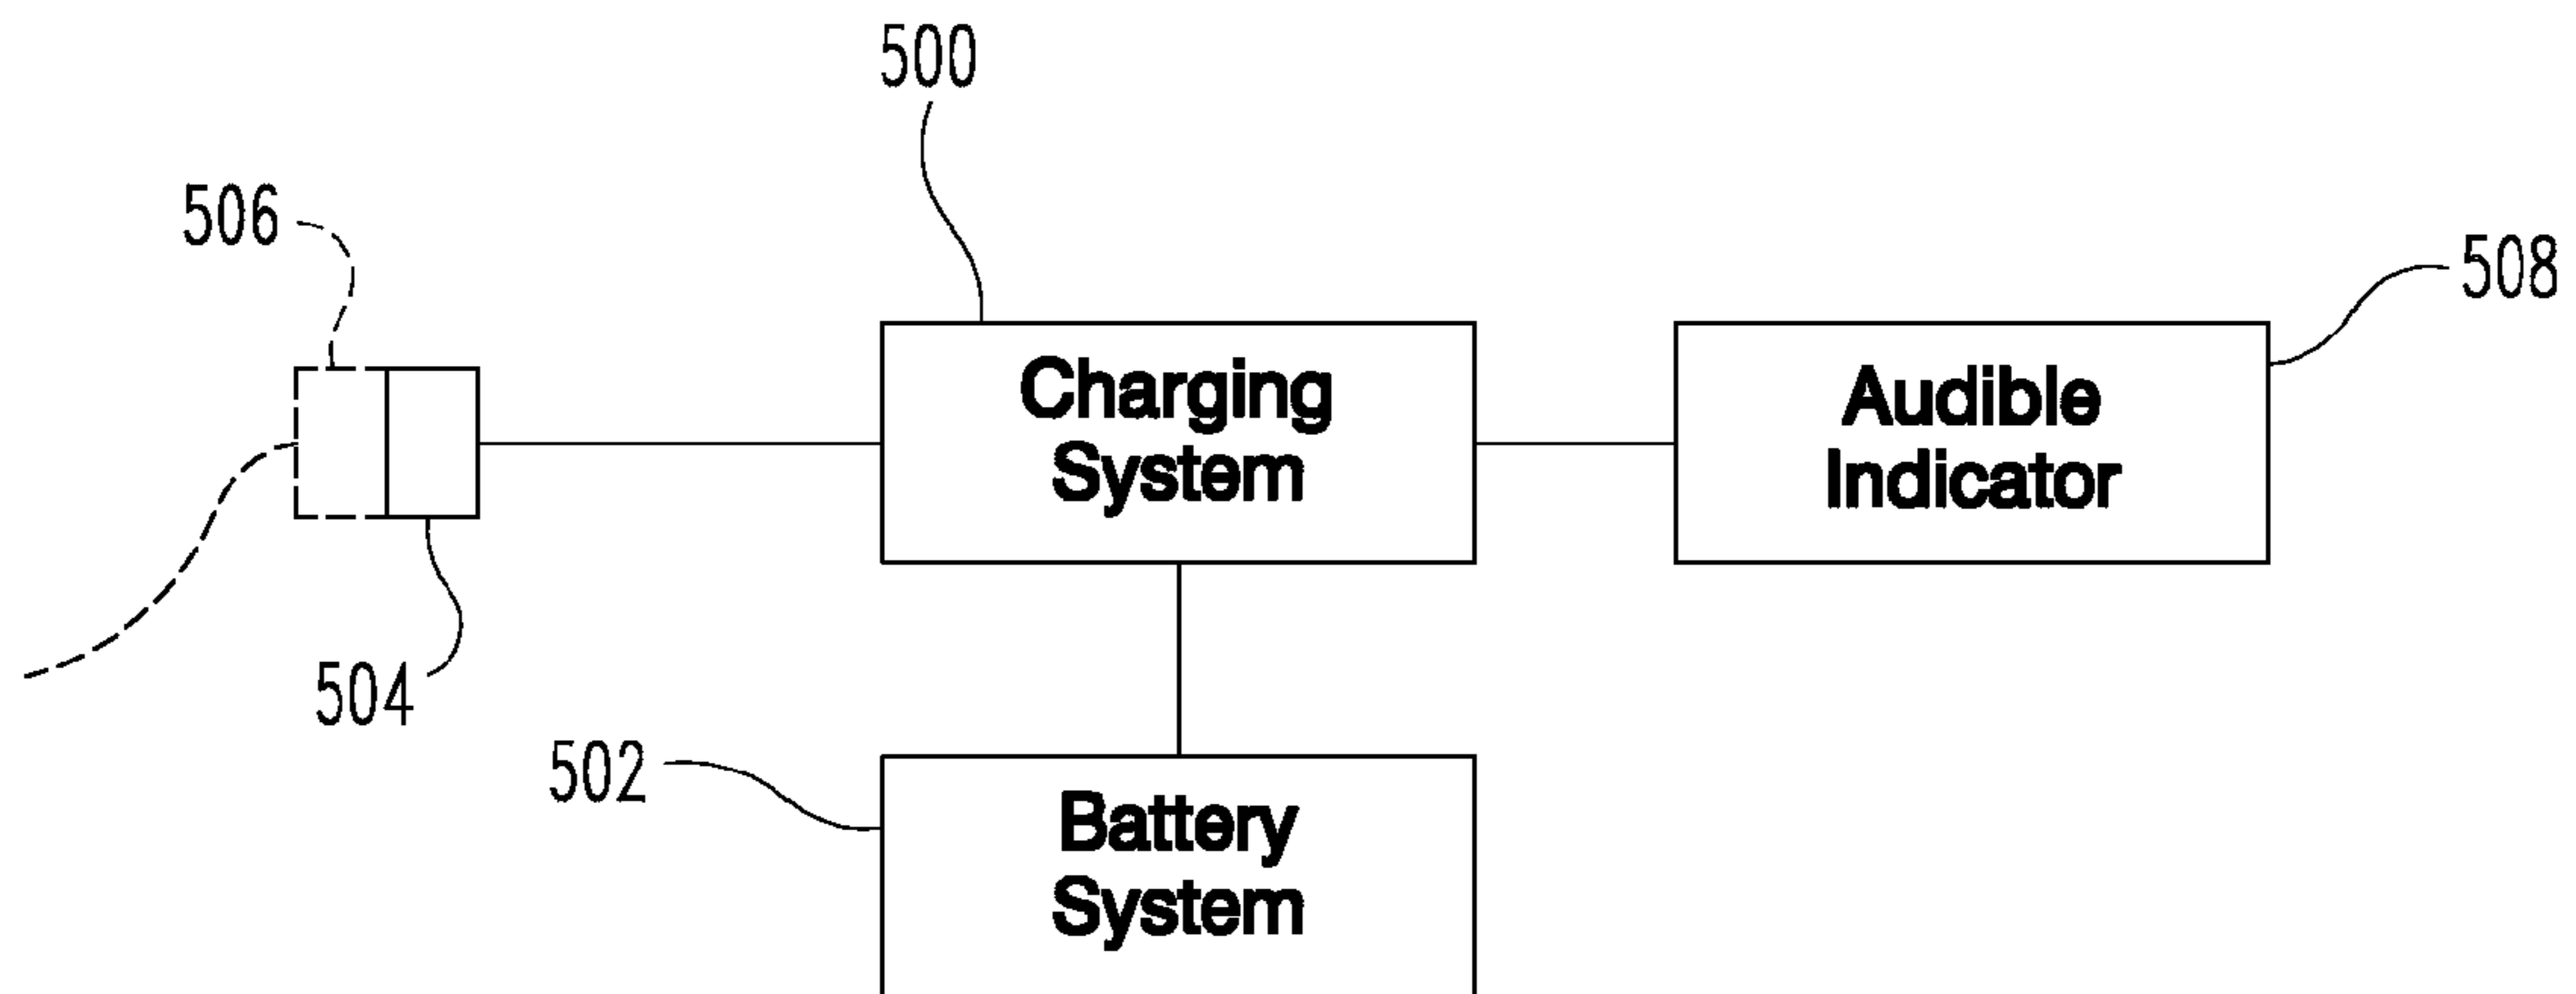 500
506
508
Charging
System
Audible
Indicator
504
502
Battery
System